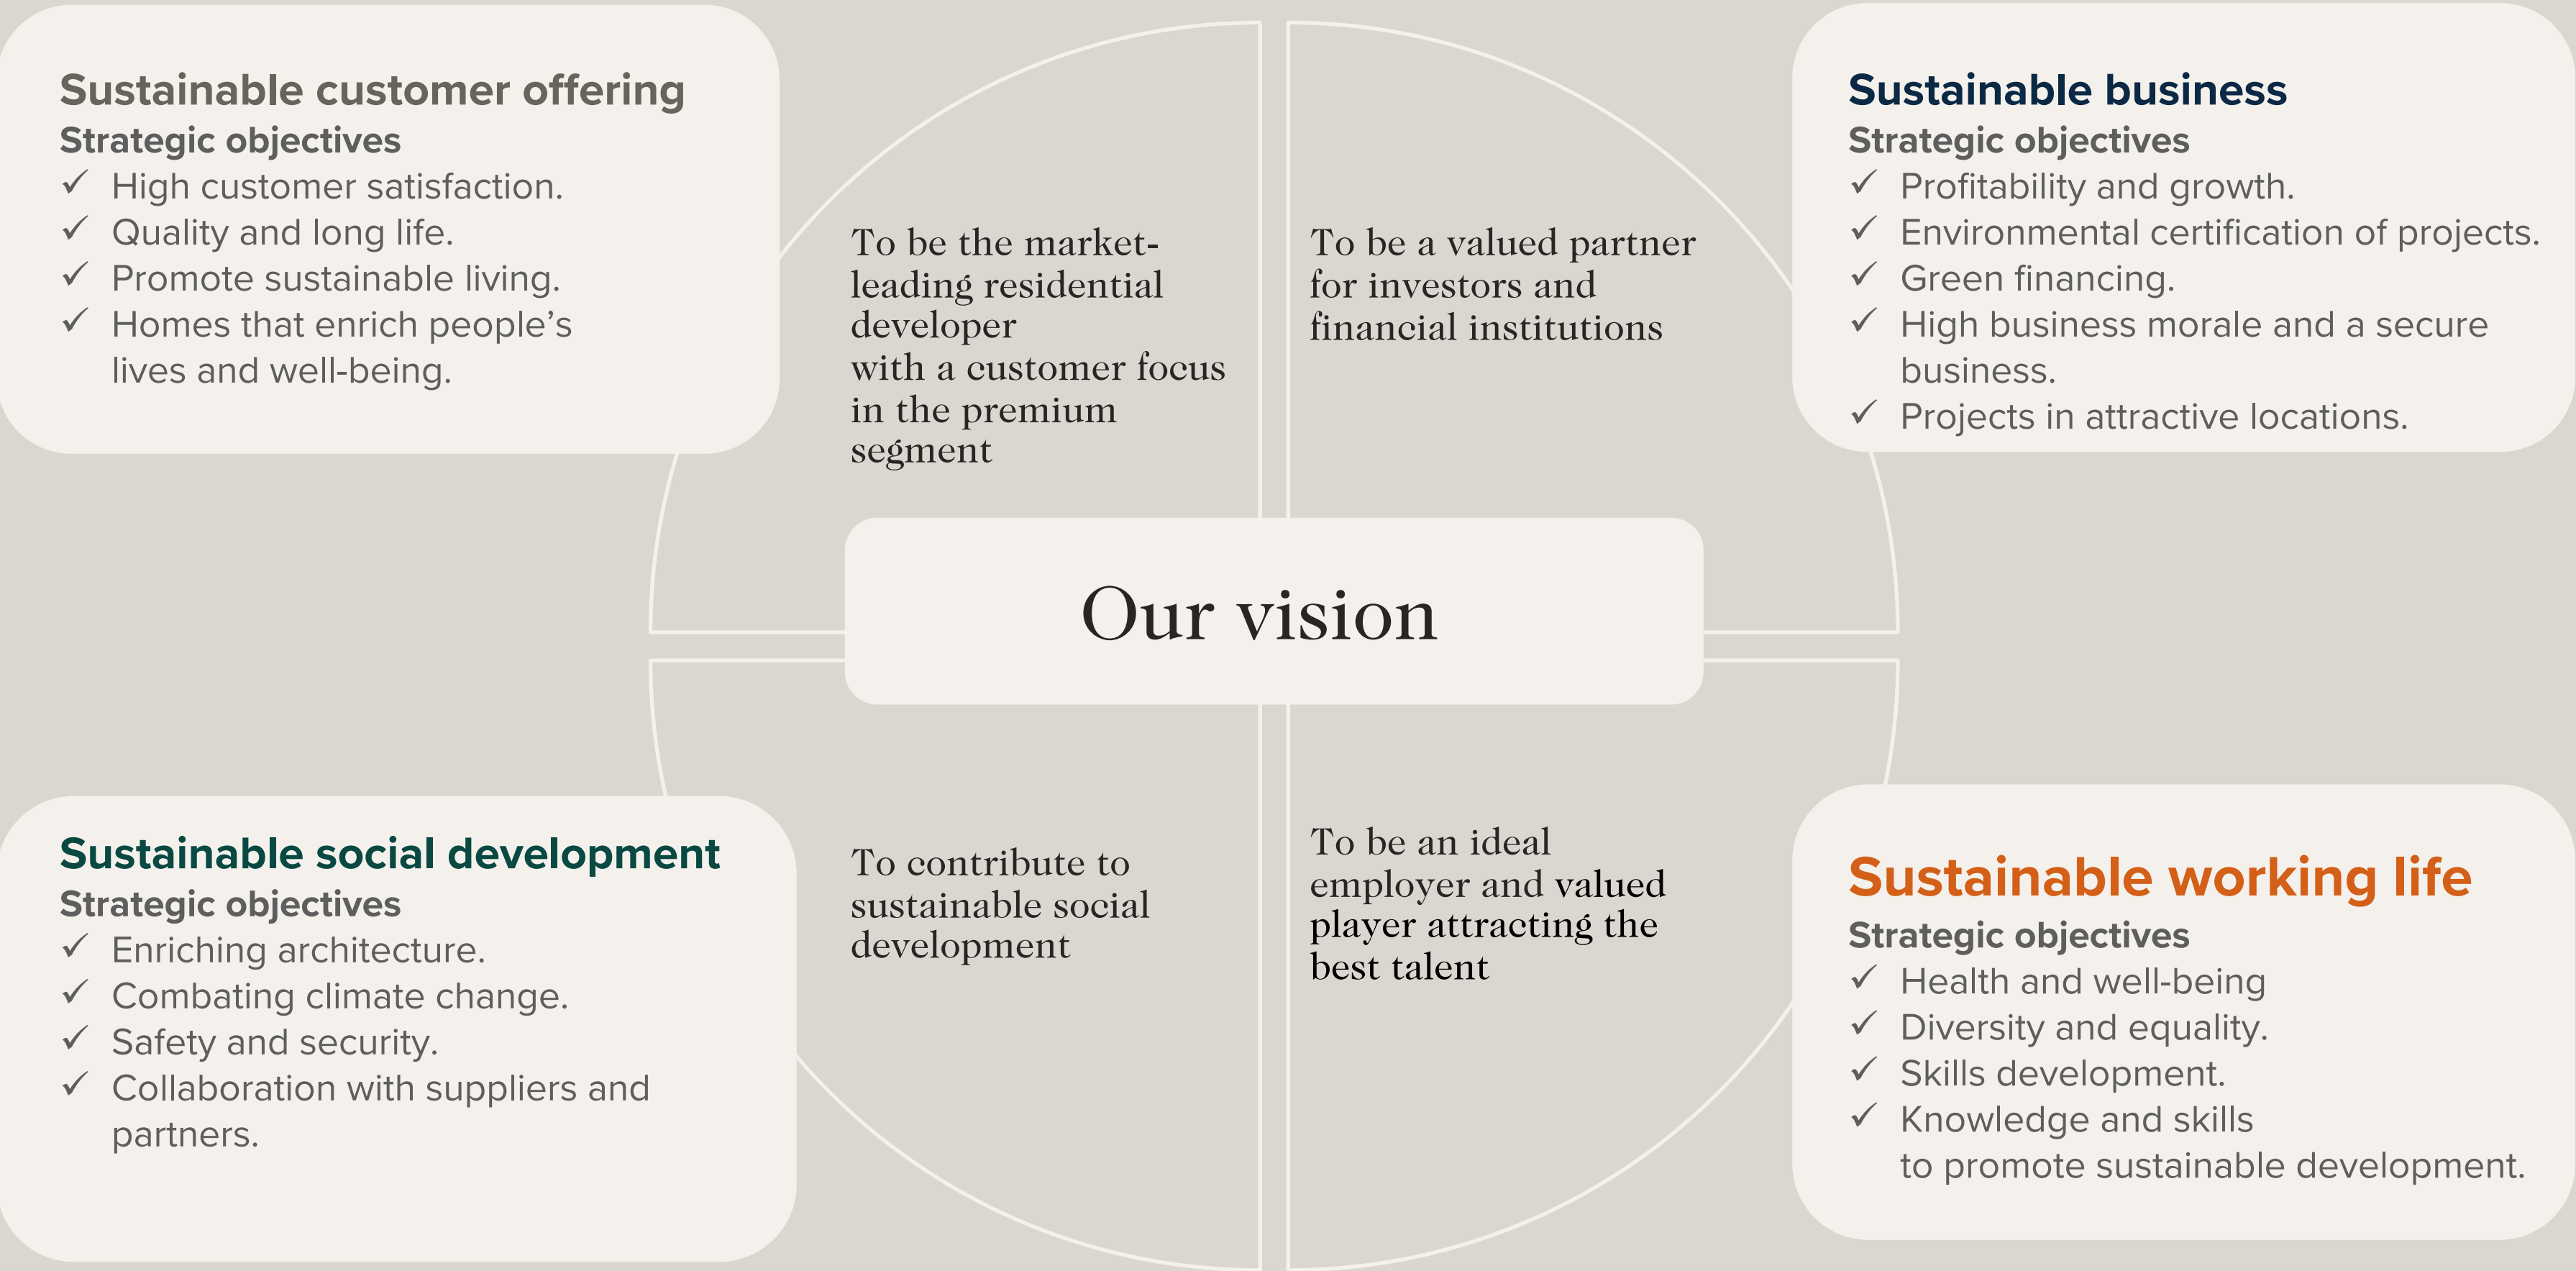 Sustainable customer offering
Strategic objectives
✓ High customer satisfaction.
✓ Quality and long life.
✓ Promote sustainable living.
✓ Homes that enrich people’s
lives and well-being.
To be the market-
leading residential
developer
with a customer focus
in the premium
segment
To be a valued partner
for investors and
financial institutions
Sustainable business
Strategic objectives
✓ Profitability and growth.
✓ Environmental certification of projects.
✓ Green financing.
✓ High business morale and a secure
business.
✓ Projects in attractive locations.
Our vision
Sustainable social development
Strategic objectives
✓ Enriching architecture.
✓ Combating climate change.
✓ Safety and security.
✓ Collaboration with suppliers and
partners.
To contribute to
sustainable social
development
To be an ideal
employer and valued
player attracting the
best talent
Sustainable working life
Strategic objectives
✓ Health and well-being
✓ Diversity and equality.
✓ Skills development.
✓ Knowledge and skills
to promote sustainable development.